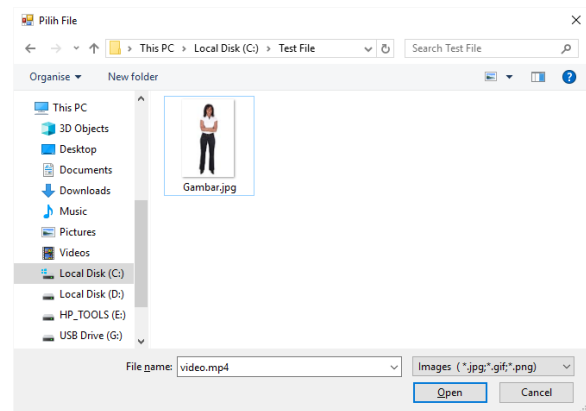 Pilih File
This PC > Local Disk (C:) > Test File
Search Test File
Organise
New folder
This PC
3D Objects
Desktop
Documents
Downloads
Music
Pictures
Videos
Local Disk (C:)
Local Disk (D:)
HP_TOOLS (E:)
USB Drive (G:)
Gambar.jpg
File name: video.mp4
Images (*.jpg;*.gif;*.png)
Open
Cancel